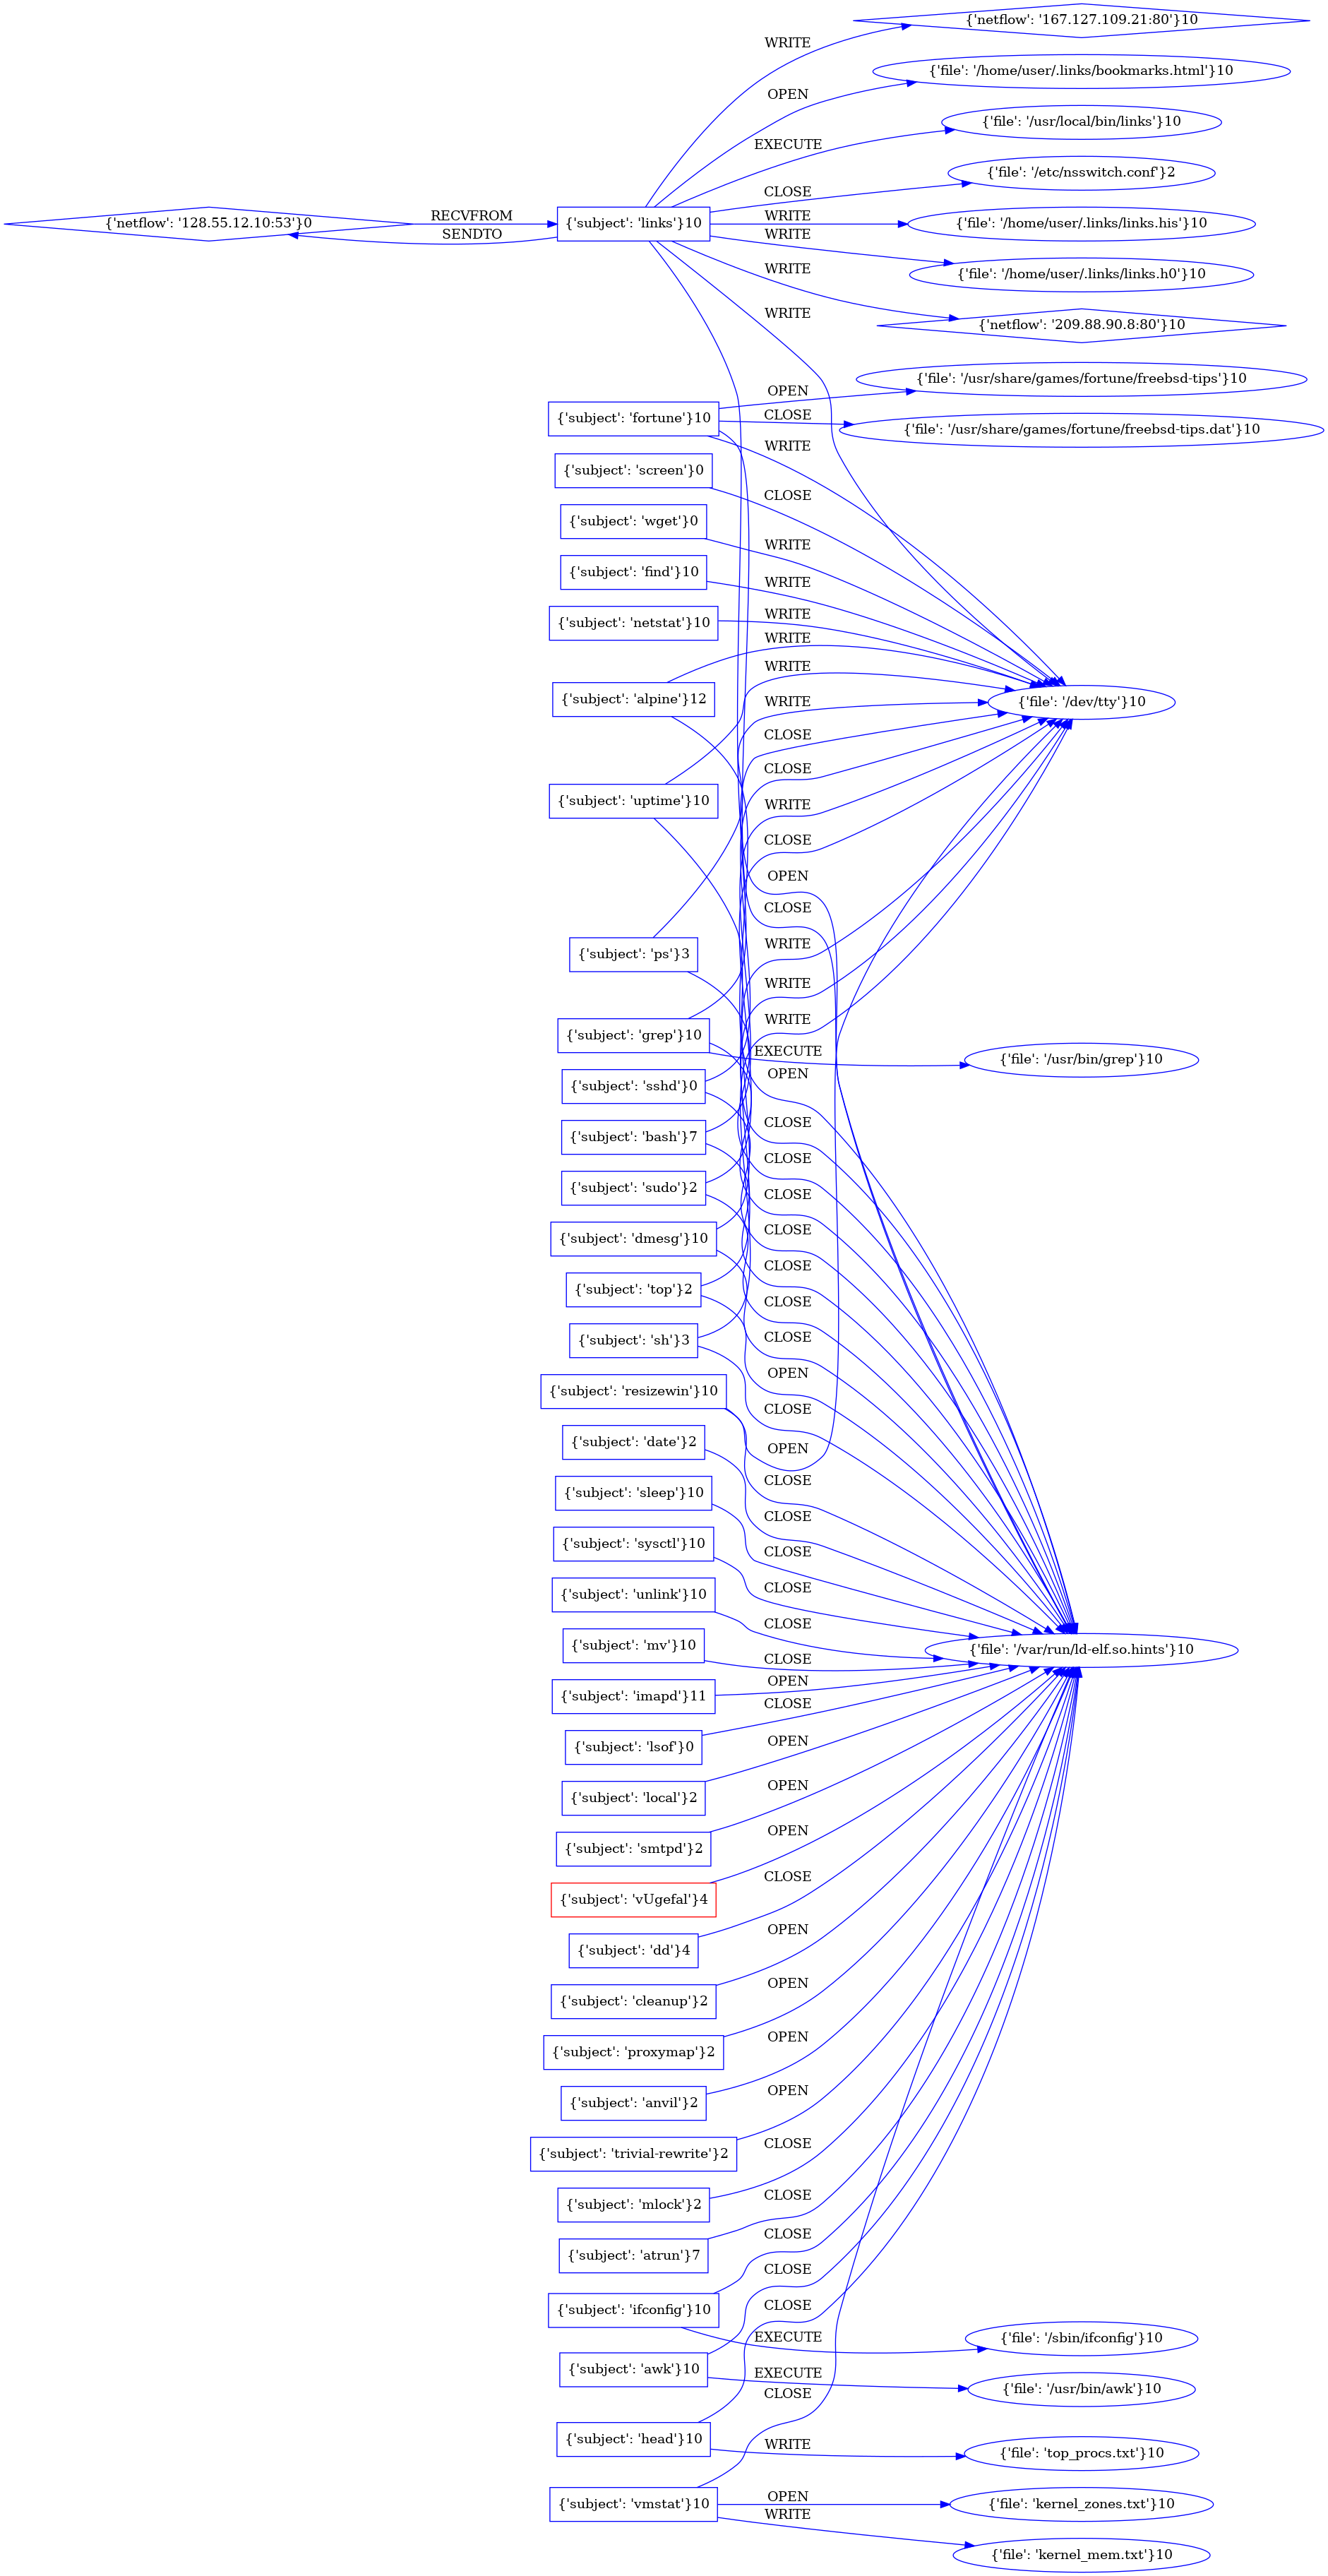 {'netflow': '167.127.109.21:80'}10
WRITE
{'file': '/home/user/.links/bookmarks.html'}10
OPEN
{'file': '/usr/local/bin/links'}10
EXECUTE
{'file': '/etc/nsswitch.conf'}2
CLOSE
{'netflow': '128.55.12.10:53'}0
RECVFROM
SENDTO
{'subject': 'links'}10
WRITE
{'file': '/home/user/.links/links.his'}10
WRITE
{'file': '/home/user/.links/links.h0'}10
WRITE
{'netflow': '209.88.90.8:80'}10
WRITE
{'file': '/usr/share/games/fortune/freebsd-tips'}10
OPEN
{'subject': 'fortune'}10
CLOSE
{'file': '/usr/share/games/fortune/freebsd-tips.dat'}10
WRITE
{'subject': 'screen'}0
CLOSE
{'subject': 'wget'}0
WRITE
{'subject': 'find'}10
WRITE
{'subject': 'netstat'}10
WRITE
WRITE
WRITE
{'subject': 'alpine'}12
WRITE
{'file': '/dev/tty'}10
CLOSE
CLOSE
{'subject': 'uptime'}10
WRITE
CLOSE
OPEN
CLOSE
WRITE
{'subject': 'ps'}3
WRITE
WRITE
{'subject': 'grep'}10
EXECUTE
{'file': '/usr/bin/grep'}10
OPEN
{'subject': 'sshd'}0
CLOSE
{'subject': 'bash'}7
CLOSE
{'subject': 'sudo'}2
CLOSE
CLOSE
{'subject': 'dmesg'}10
CLOSE
{'subject': 'top'}2
CLOSE
{'subject': 'sh'}3
CLOSE
OPEN
{'subject': 'resizewin'}10
CLOSE
{'subject': 'date'}2
OPEN
CLOSE
{'subject': 'sleep'}10
CLOSE
{'subject': 'sysctl'}10
CLOSE
{'subject': 'unlink'}10
CLOSE
CLOSE
{'subject': 'mv'}10
CLOSE
{'file': '/var/run/ld-elf.so.hints'}10
{'subject': 'imapd'}11
OPEN
CLOSE
{'subject': 'lsof'}0
OPEN
{'subject': 'local'}2
OPEN
{'subject': 'smtpd'}2
OPEN
{'subject': 'vUgefal'}4
CLOSE
{'subject': 'dd'}4
OPEN
{'subject': 'cleanup'}2
OPEN
{'subject': 'proxymap'}2
OPEN
{'subject': 'anvil'}2
OPEN
{'subject': 'trivial-rewrite'}2
CLOSE
{'subject': 'mlock'}2
CLOSE
{'subject': 'atrun'}7
CLOSE
CLOSE
{'subject': 'ifconfig'}10
CLOSE
EXECUTE
{'file': '/sbin/ifconfig'}10
{'subject': 'awk'}10
EXECUTE
{'file': '/usr/bin/awk'}10
CLOSE
{'subject': 'head'}10
WRITE
{'file': 'top_procs.txt'}10
{'subject': 'vmstat'}10
OPEN
{'file': 'kernel_zones.txt'}10
WRITE
{'file': 'kernel_mem.txt'}10